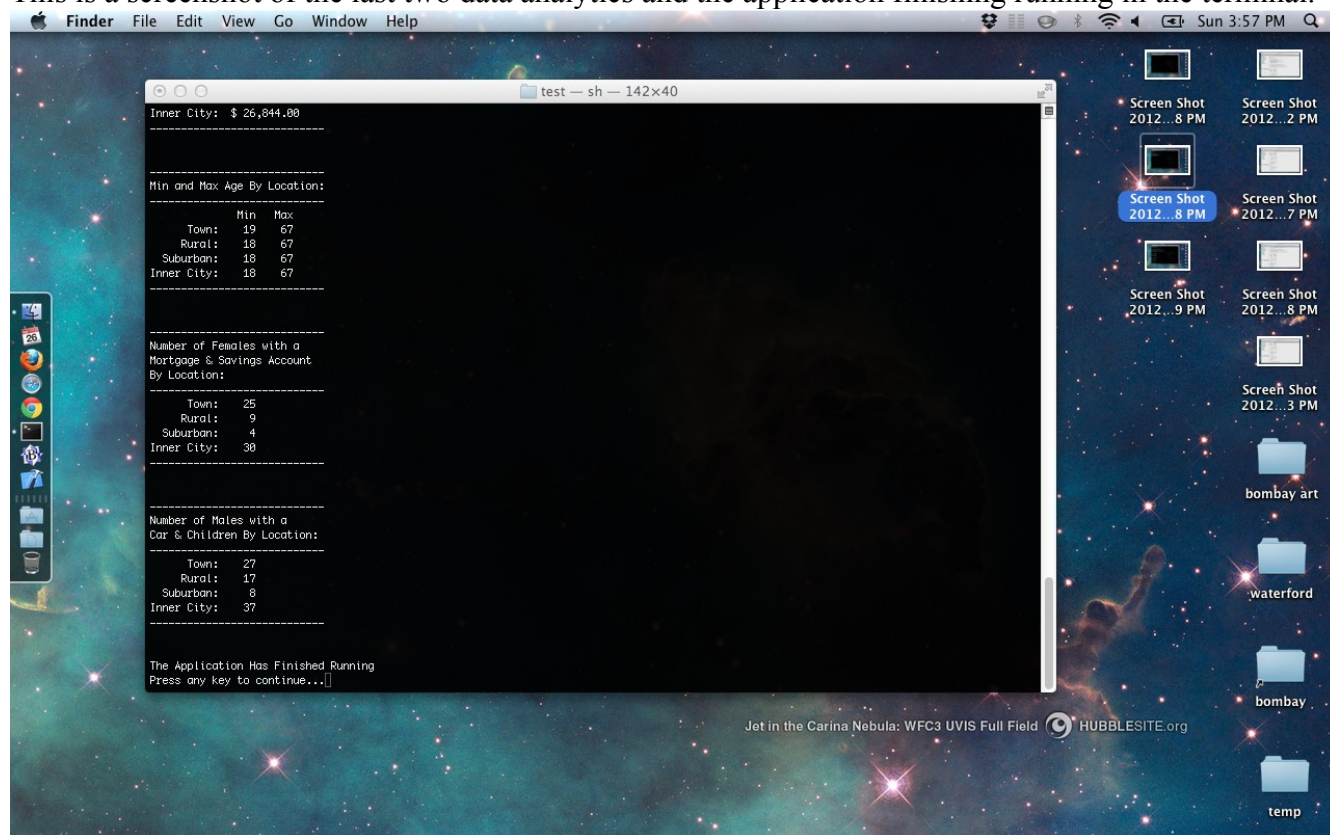 This is a screenshot of the last two data analytics and the application finishing running in the terminal.
Finder File Edit View Go Window Help Sun 3:57 PM
test — sh — 142×40
Inner City: $ 26,844.00
----------------------------
----------------------------
Min and Max Age By Location:
----------------------------
Min Max
Town: 19 67
Rural: 18 67
Suburban: 18 67
Inner City: 18 67
----------------------------
----------------------------
Number of Females with a
Mortgage & Savings Account
By Location:
----------------------------
Town: 25
Rural: 9
Suburban: 4
Inner City: 30
----------------------------
----------------------------
Number of Males with a
Car & Children By Location:
----------------------------
Town: 27
Rural: 17
Suburban: 8
Inner City: 37
----------------------------
The Application Has Finished Running
Press any key to continue...
Screen Shot
2012...8 PM
Screen Shot
2012...2 PM
Screen Shot
2012...8 PM
Screen Shot
2012...7 PM
Screen Shot
2012...9 PM
Screen Shot
2012...8 PM
Screen Shot
2012...3 PM
bombay art
waterford
bombay
temp
26
Jet in the Carina Nebula: WFC3 UVIS Full Field HUBBLESITE.org